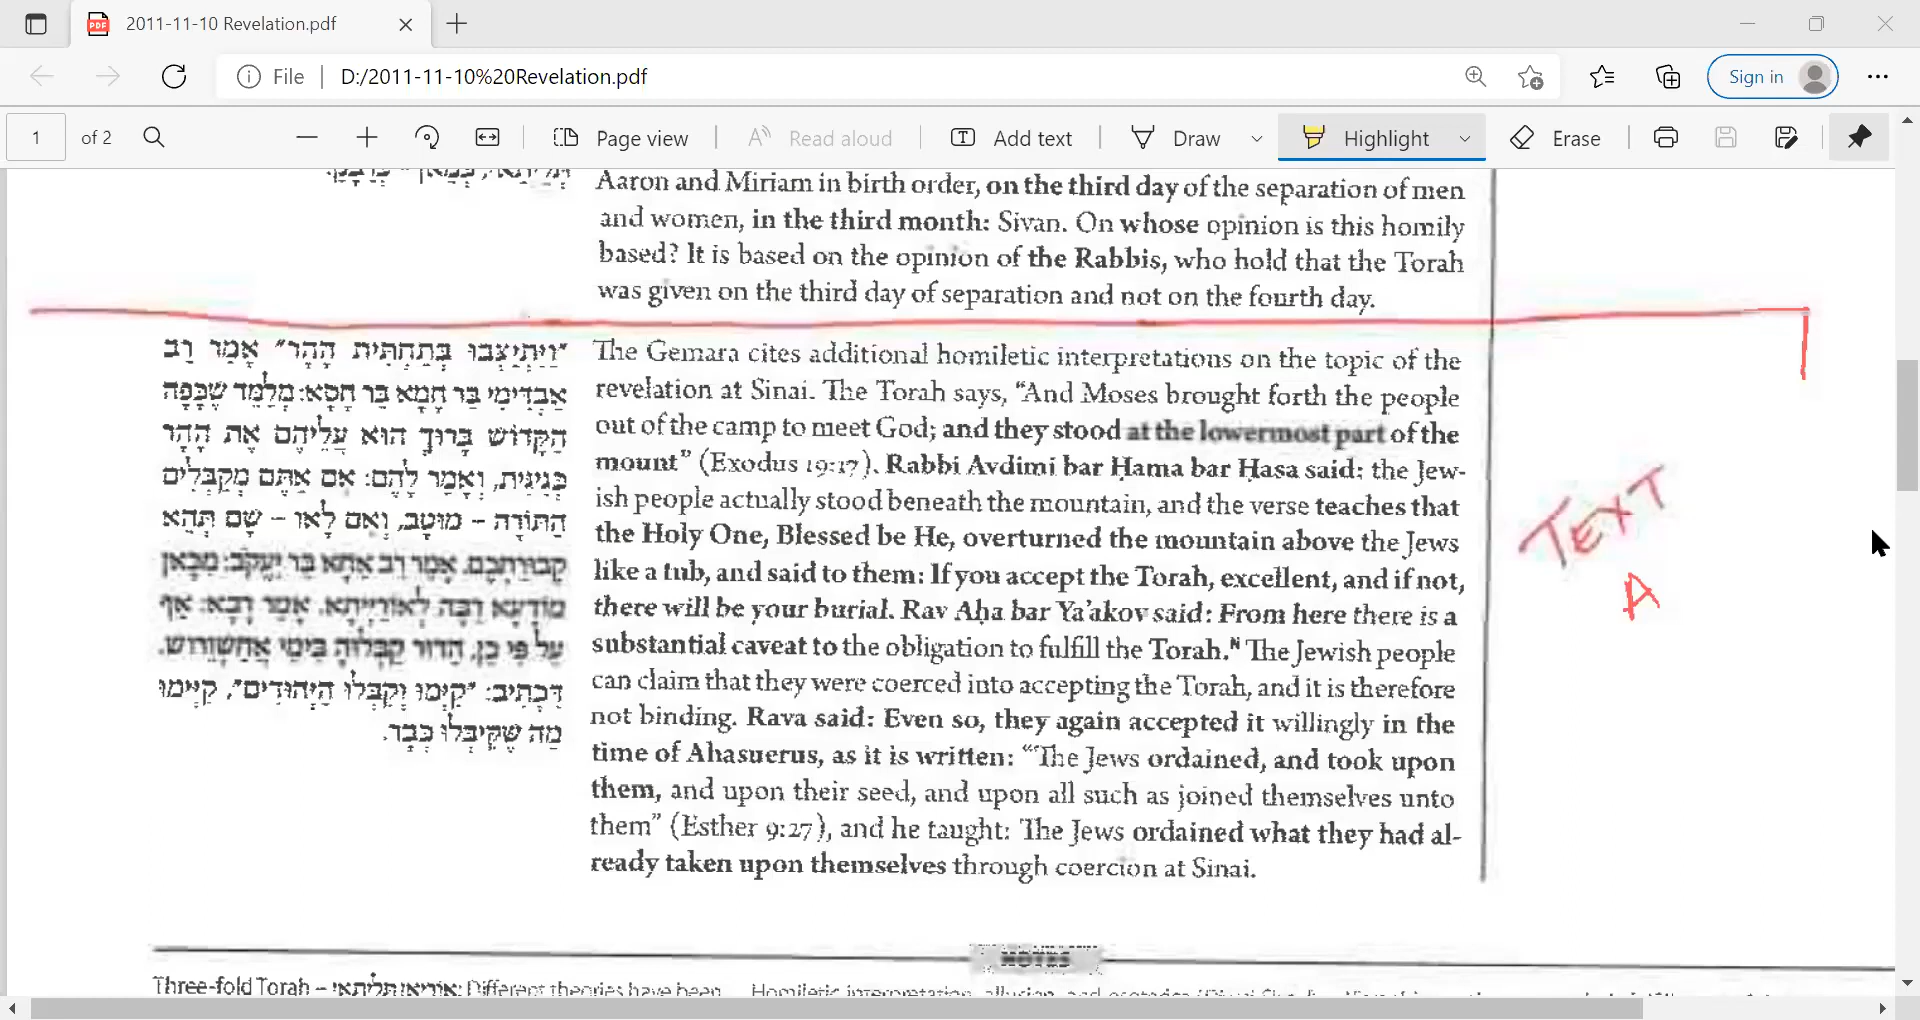 2011-11-10 Revelation.pdf
File
D:/2011-11-10%20Revelation.pdf
Sign in
1 of 2
Page view
Read aloud
Add text
Draw
Highlight
Erase
Aaron and Miriam in birth order, on the third day of the separation of men
and women, in the third month: Sivan. On whose opinion is this homily
based? It is based on the opinion of the Rabbis, who hold that the Torah
was given on the third day of separation and not on the fourth day.
״וַיִּתְיַצְּבוּ בְּתַחְתִּית הָהָר״ אָמַר רַב
אַבְדִּימִי בַּר חָמָא בַּר חָסָא: מְלַמֵּד שֶׁכָּפָה
הַקָּדוֹשׁ בָּרוּךְ הוּא עֲלֵיהֶם אֶת הָהָר
כְּגִיגִית, וְאָמַר לָהֶם: אִם אַתֶּם מְקַבְּלִים
הַתּוֹרָה – מוּטָב, וְאִם לָאו – שָׁם תְּהֵא
קְבוּרַתְכֶם. אָמַר רַב אַחָא בַּר יַעֲקֹב: מִכָּאן
מוֹדָעָא רַבָּה לְאוֹרַיְיתָא. אָמַר רָבָא: אַף
עַל פִּי כֵן, הַדּוּר קַבְּלוּהָ בִּימֵי אֲחַשְׁוֵרוֹשׁ.
דִּכְתִיב: ״קִיְּמוּ וְקִבְּלוּ הַיְּהוּדִים״, קִיְּימוּ
מַה שֶּׁקִּיבְּלוּ כְּבָר.
The Gemara cites additional homiletic interpretations on the topic of the
revelation at Sinai. The Torah says, “And Moses brought forth the people
out of the camp to meet God; and they stood at the lowermost part of the
mount” (Exodus 19:17). Rabbi Avdimi bar Ḥama bar Ḥasa said: the Jew-
ish people actually stood beneath the mountain, and the verse teaches that
the Holy One, Blessed be He, overturned the mountain above the Jews
like a tub, and said to them: If you accept the Torah, excellent, and if not,
there will be your burial. Rav Aḥa bar Ya’akov said: From here there is a
substantial caveat to the obligation to fulfill the Torah.ᴺ The Jewish people
can claim that they were coerced into accepting the Torah, and it is therefore
not binding. Rava said: Even so, they again accepted it willingly in the
time of Ahasuerus, as it is written: “The Jews ordained, and took upon
them, and upon their seed, and upon all such as joined themselves unto
them” (Esther 9:27), and he taught: The Jews ordained what they had al-
ready taken upon themselves through coercion at Sinai.
TEXT
A
NOTES
Three-fold Torah – אוֹרִיאָן תְּלִיתָאִי: Different theories have been